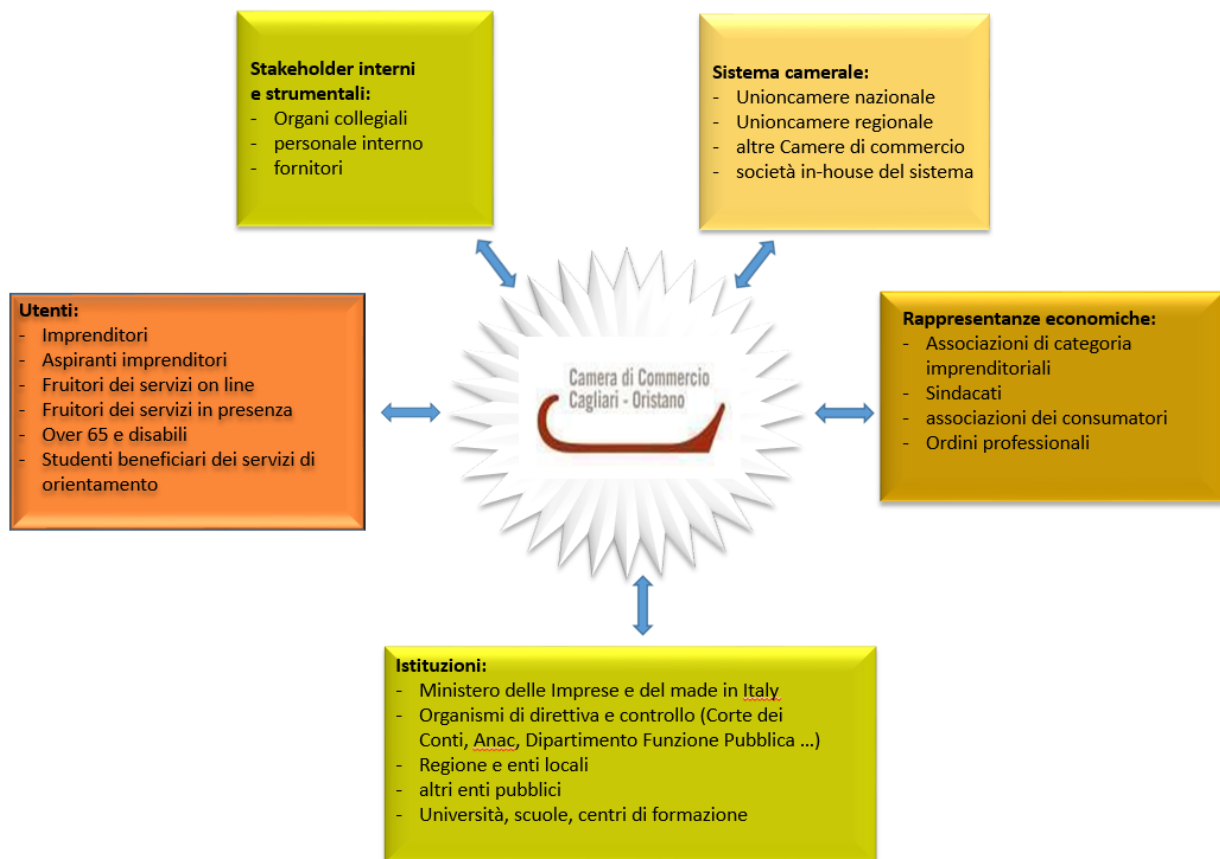 Stakeholder interni
e strumentali:
- Organi collegiali
- personale interno
- fornitori
Sistema camerale:
- Unioncamere nazionale
- Unioncamere regionale
- altre Camere di commercio
- società in-house del sistema
Utenti:
- Imprenditori
- Aspiranti imprenditori
- Fruitori dei servizi on line
- Fruitori dei servizi in presenza
- Over 65 e disabili
- Studenti beneficiari dei servizi di
orientamento
Camera di Commercio
Cagliari - Oristano
Rappresentanze economiche:
- Associazioni di categoria
imprenditoriali
- Sindacati
- associazioni dei consumatori
- Ordini professionali
Istituzioni:
- Ministero delle Imprese e del made in Italy
- Organismi di direttiva e controllo (Corte dei
Conti, Anac, Dipartimento Funzione Pubblica ...)
- Regione e enti locali
- altri enti pubblici
- Università, scuole, centri di formazione